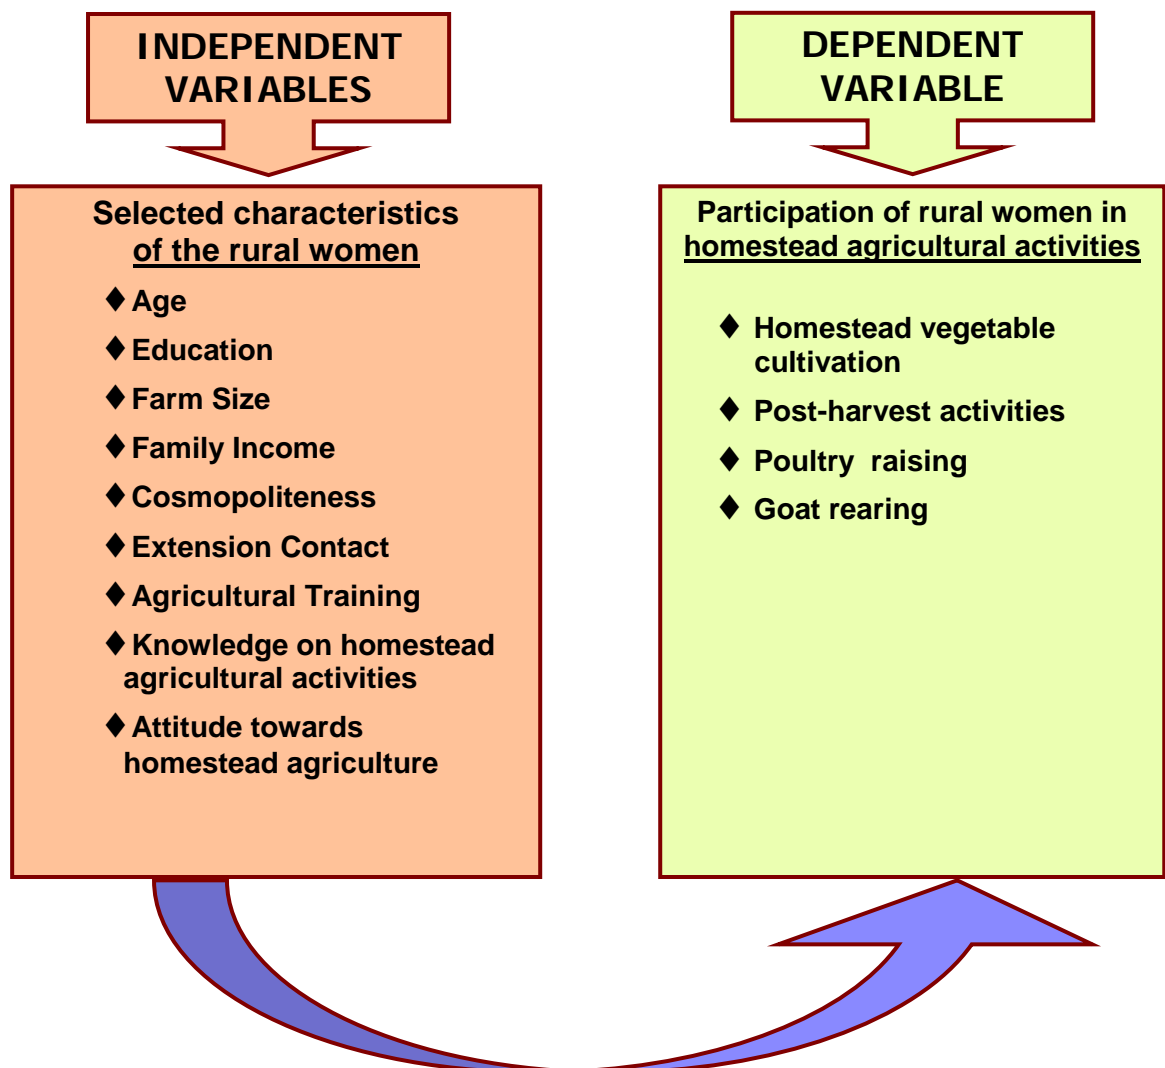 INDEPENDENT
VARIABLES
Selected characteristics
of the rural women
♦ Age
♦ Education
♦ Farm Size
♦ Family Income
♦ Cosmopoliteness
♦ Extension Contact
♦ Agricultural Training
♦ Knowledge on homestead
agricultural activities
♦ Attitude towards
homestead agriculture
DEPENDENT
VARIABLE
Participation of rural women in
homestead agricultural activities
♦ Homestead vegetable
cultivation
♦ Post-harvest activities
♦ Poultry raising
♦ Goat rearing